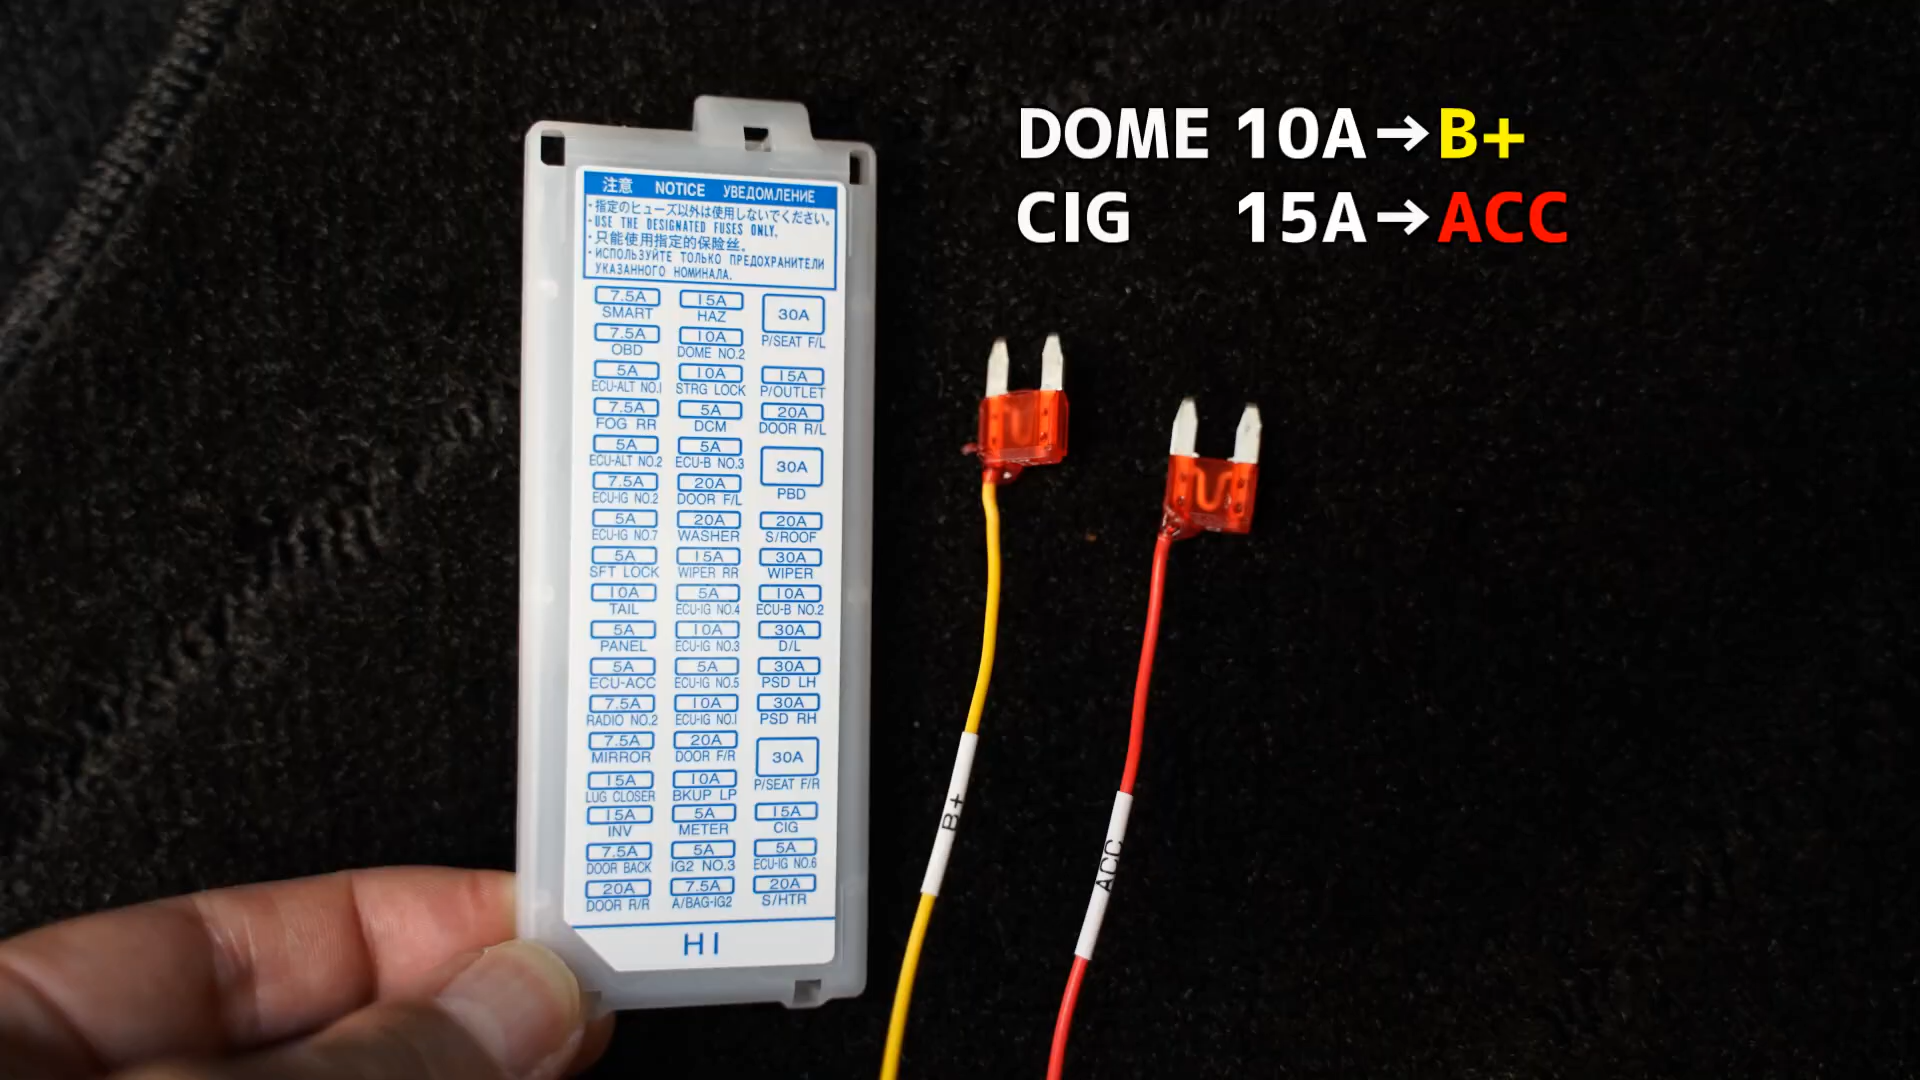 DOME 10A→B+
CIG 15A→ACC
注意 NOTICE УВЕДОМЛЕНИЕ
・指定のヒューズ以外は使用しないでください。
・USE THE DESIGNATED FUSES ONLY.
・只能使用指定的保险丝。
・ИСПОЛЬЗУЙТЕ ТОЛЬКО ПРЕДОХРАНИТЕЛИ
УКАЗАННОГО НОМИНАЛА.
7.5A 15A 30A
SMART HAZ P/SEAT F/L
7.5A 10A
OBD DOME NO.2
5A 10A 15A
ECU-ALT NO.1 STRG LOCK P/OUTLET
7.5A 5A 20A
FOG RR DCM DOOR R/L
5A 5A 30A
ECU-ALT NO.2 ECU-B NO.3 PBD
7.5A 20A
ECU-IG NO.2 DOOR F/L
5A 20A 20A
ECU-IG NO.7 WASHER S/ROOF
5A 15A 30A
SFT LOCK WIPER RR WIPER
10A 5A 10A
TAIL ECU-IG NO.4 ECU-B NO.2
5A 10A 30A
PANEL ECU-IG NO.3 D/L
5A 5A 30A
ECU-ACC ECU-IG NO.5 PSD LH
7.5A 10A 30A
RADIO NO.2 ECU-IG NO.1 PSD RH
7.5A 20A 30A
MIRROR DOOR F/R P/SEAT F/R
15A 10A
LUG CLOSER BKUP LP
15A 5A 15A
INV METER CIG
7.5A 5A 5A
DOOR BACK IG2 NO.3 ECU-IG NO.6
20A 7.5A 20A
DOOR R/R A/BAG-IG2 S/HTR
HI
B+
ACC